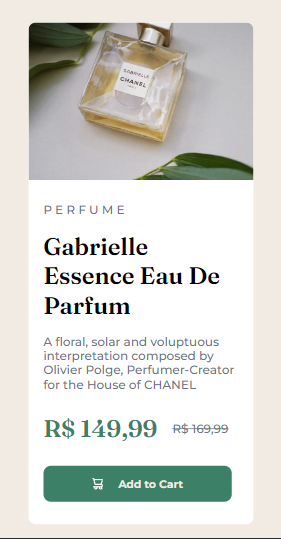 GABRIELLE
CHANEL
PERFUME
Gabrielle
Essence Eau De
Parfum
A floral, solar and voluptuous
interpretation composed by
Olivier Polge, Perfumer-Creator
for the House of CHANEL
R$ 149,99 R$ 169,99
Add to Cart